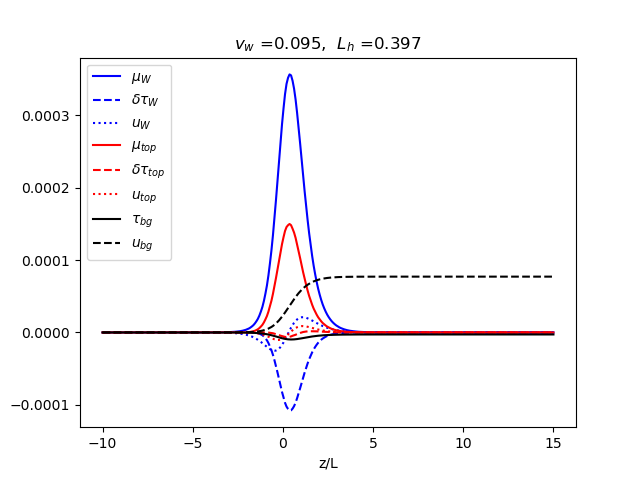 v_w =0.095, L_h =0.397
μ_W
δτ_W
u_W
μ_top
δτ_top
u_top
τ_bg
u_bg
0.0003
0.0002
0.0001
0.0000
−0.0001
−10 −5 0 5 10 15
z/L